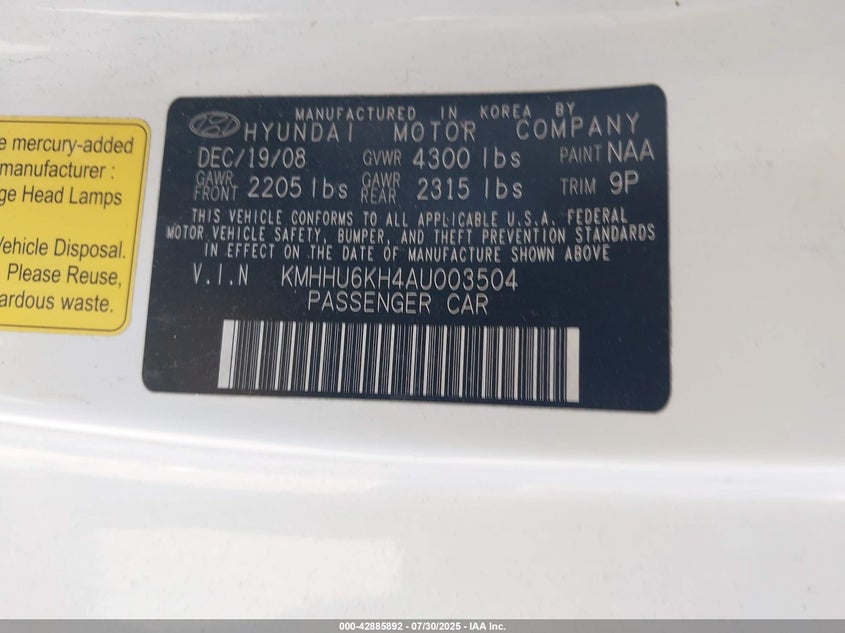 e mercury-added
manufacturer :
ge Head Lamps
Vehicle Disposal.
Please Reuse,
ardous waste.
MANUFACTURED IN KOREA BY
HYUNDAI MOTOR COMPANY
DEC/19/08 GVWR 4300 lbs PAINT NAA
GAWR FRONT 2205 lbs GAWR REAR 2315 lbs TRIM 9P
THIS VEHICLE CONFORMS TO ALL APPLICABLE U.S.A. FEDERAL
MOTOR VEHICLE SAFETY, BUMPER, AND THEFT PREVENTION STANDARDS
IN EFFECT ON THE DATE OF MANUFACTURE SHOWN ABOVE
V.I.N KMHHU6KH4AU003504
PASSENGER CAR
000-42885892 - 07/30/2025 - IAA Inc.